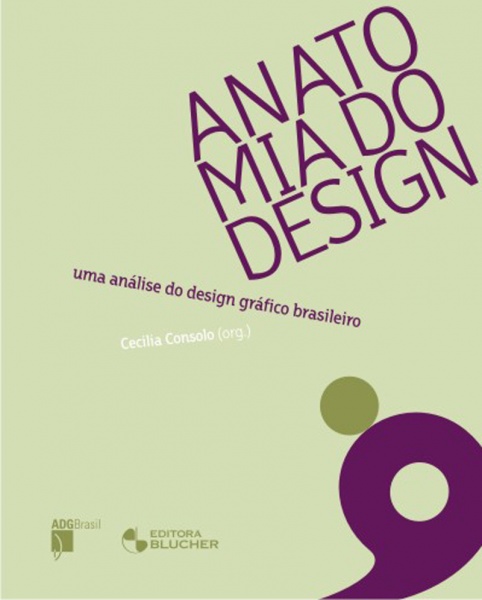 ANATO
MIA DO
DESIGN
uma análise do design gráfico brasileiro
Cecilia Consolo (org.)
ADGBrasil
EDITORA
BLUCHER